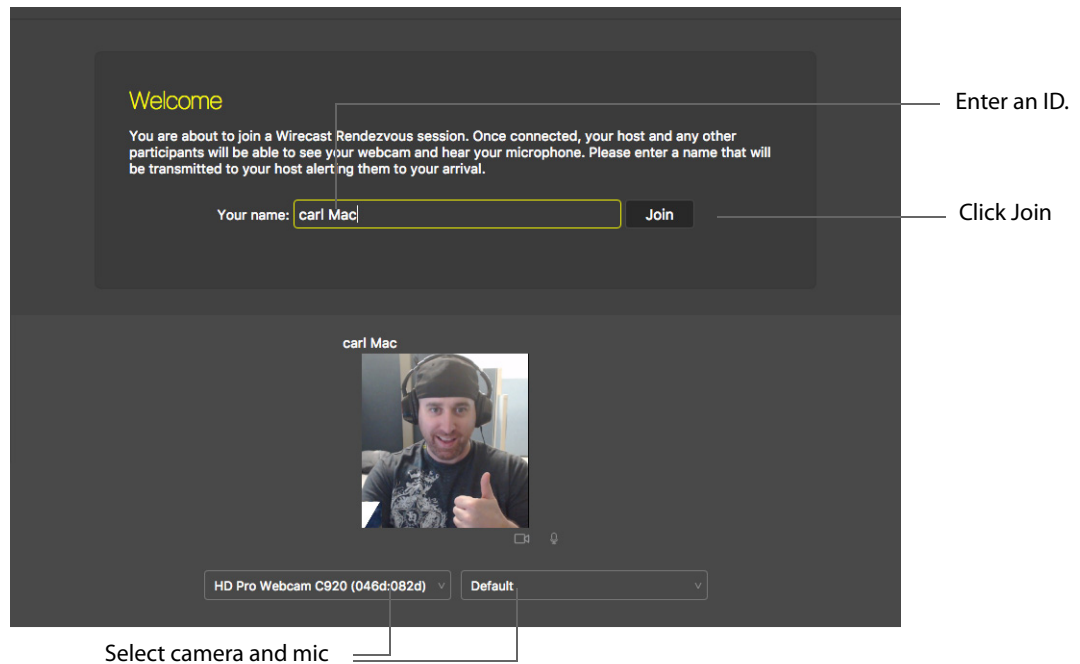 Welcome
Enter an ID.
You are about to join a Wirecast Rendezvous session. Once connected, your host and any other
participants will be able to see your webcam and hear your microphone. Please enter a name that will
be transmitted to your host alerting them to your arrival.
Your name: carl Mac Join
Click Join
carl Mac
HD Pro Webcam C920 (046d:082d) Default
Select camera and mic